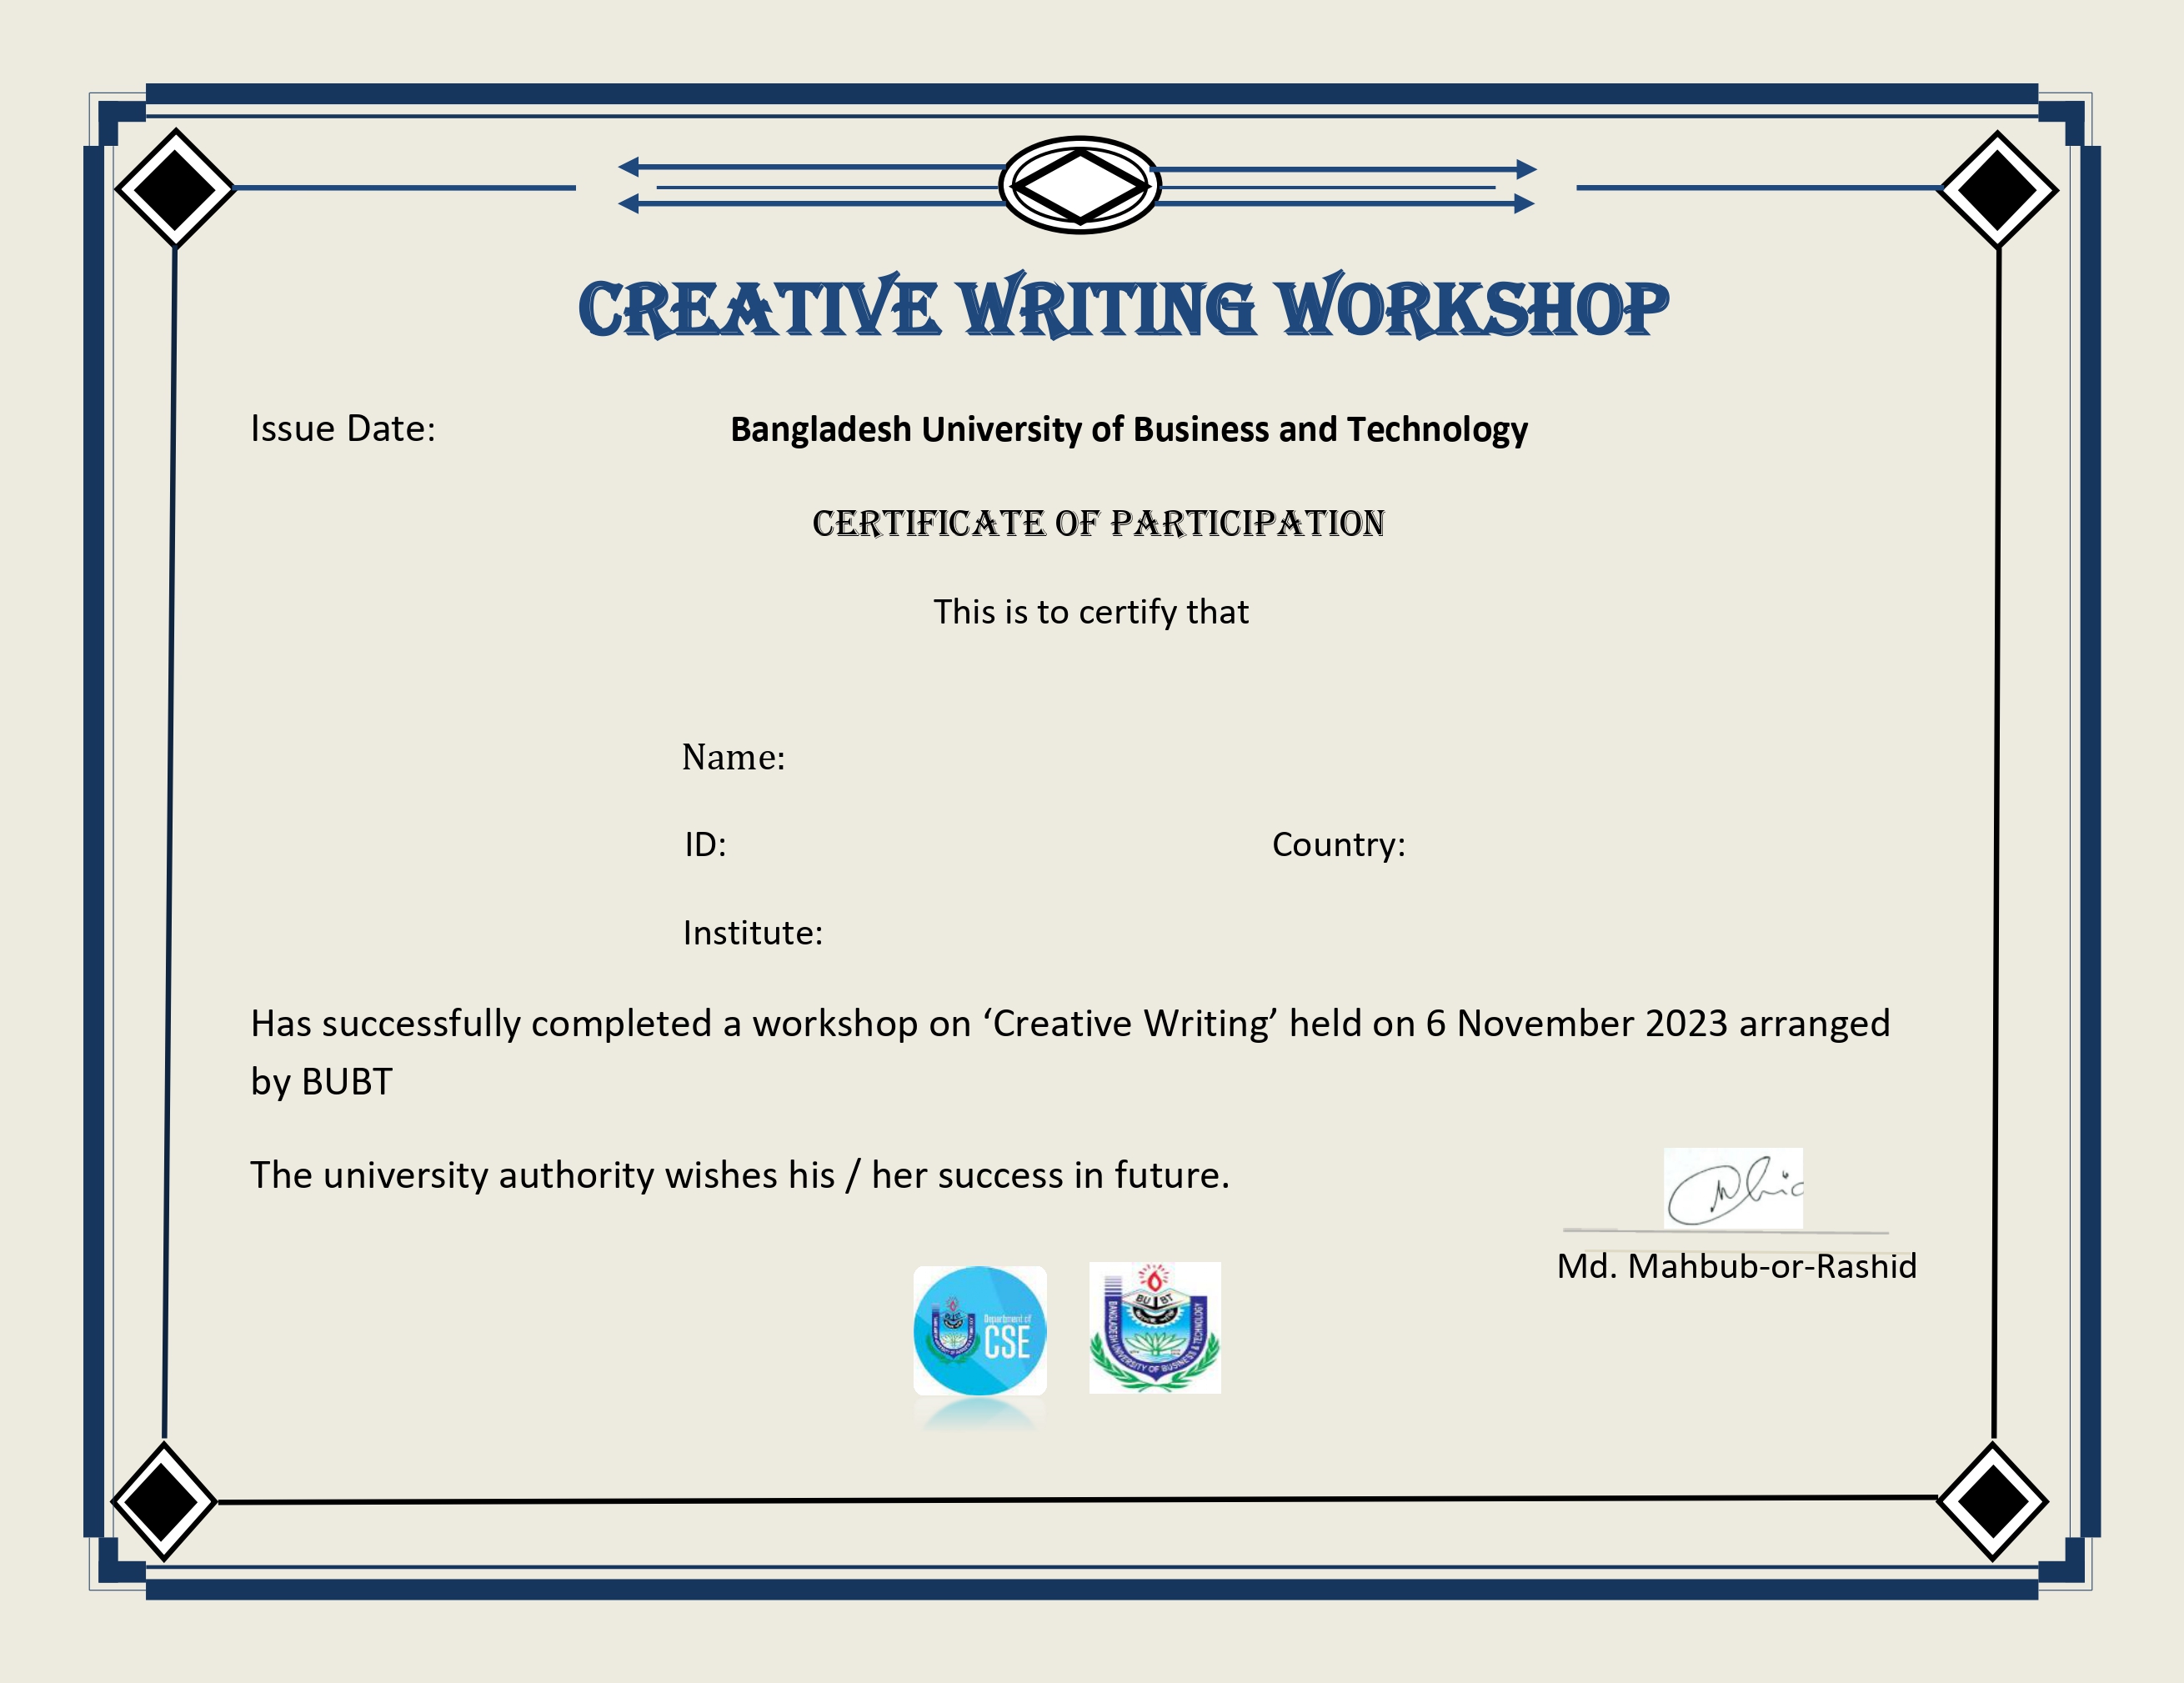 CREATIVE WRITING WORKSHOP
Issue Date: Bangladesh University of Business and Technology
CERTIFICATE OF PARTICIPATION
This is to certify that
Name:
ID: Country:
Institute:
Has successfully completed a workshop on ‘Creative Writing’ held on 6 November 2023 arranged
by BUBT
The university authority wishes his / her success in future.
Md. Mahbub-or-Rashid
Department of
CSE
BU BT
BANGLADESH UNIVERSITY OF BUSINESS & TECHNOLOGY